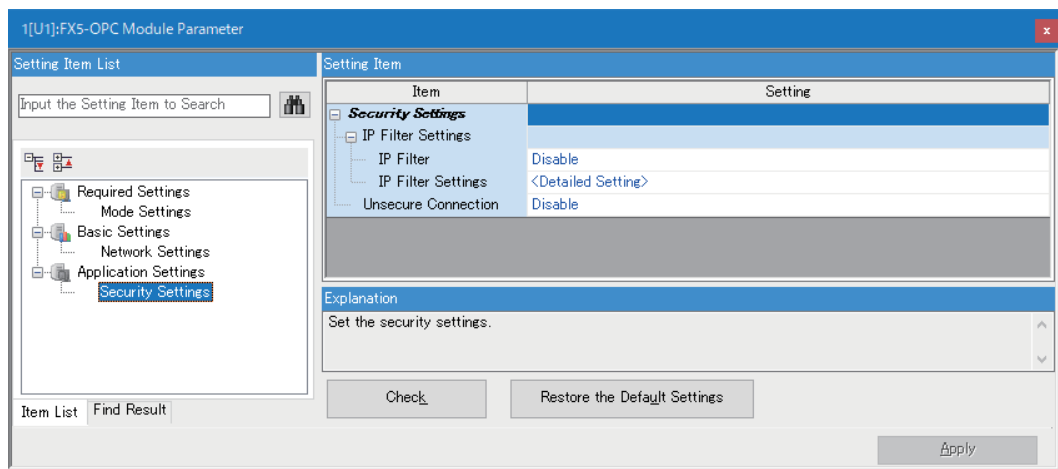 1[U1]:FX5-OPC Module Parameter
x
Setting Item List
Input the Setting Item to Search
Required Settings
Mode Settings
Basic Settings
Network Settings
Application Settings
Security Settings
Item List
Find Result
Setting Item
Item
Setting
Security Settings
IP Filter Settings
IP Filter
Disable
IP Filter Settings
<Detailed Setting>
Unsecure Connection
Disable
Explanation
Set the security settings.
Check
Restore the Default Settings
Apply